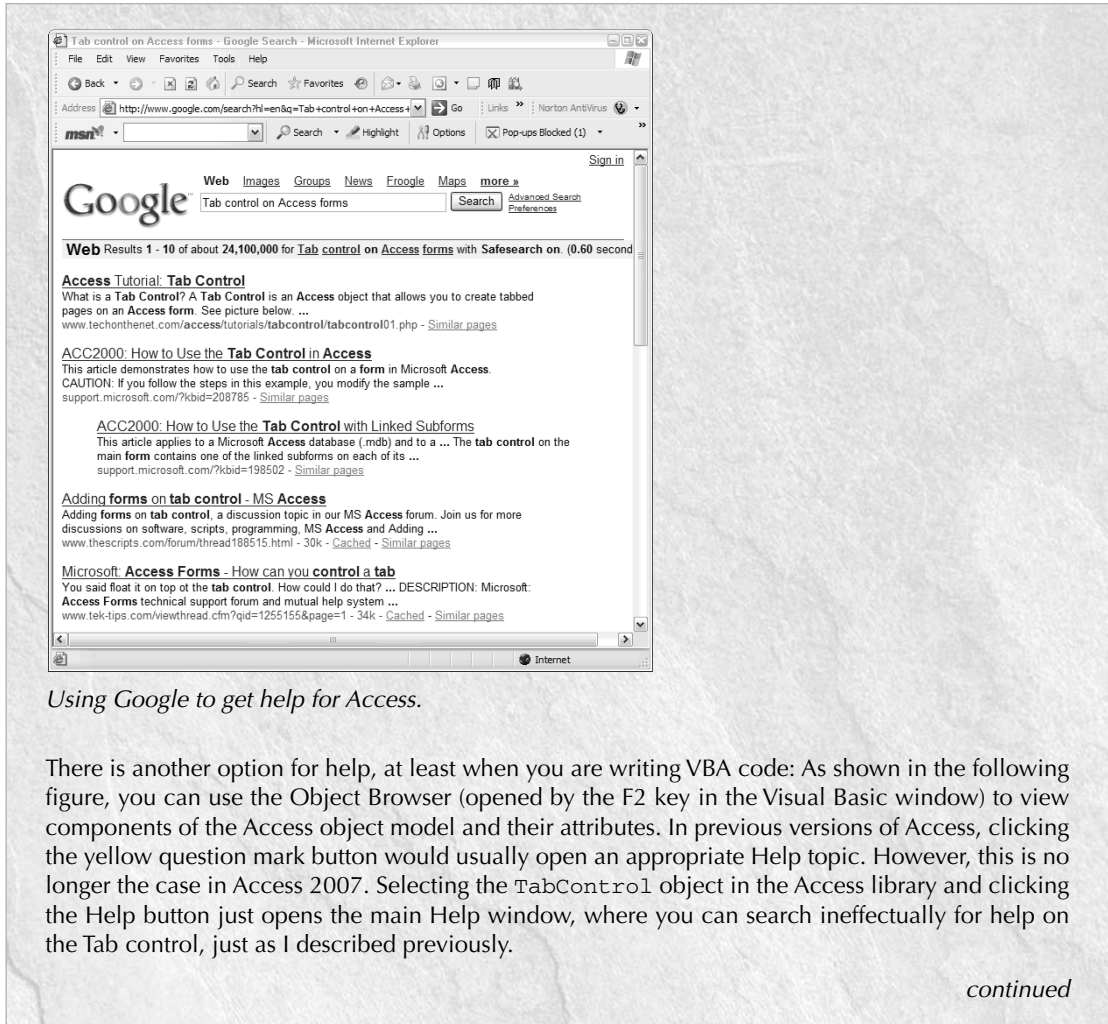 Tab control on Access forms - Google Search - Microsoft Internet Explorer
File Edit View Favorites Tools Help
Back Search Favorites
Address http://www.google.com/search?hl=en&q=Tab+control+on+Access+ Go Links » Norton AntiVirus
msn Search Highlight Options Pop-ups Blocked (1) »
Sign in
Google™
Web Images Groups News Froogle Maps more »
Tab control on Access forms Search Advanced Search
Preferences
Web Results 1 - 10 of about 24,100,000 for Tab control on Access forms with Safesearch on. (0.60 second
Access Tutorial: Tab Control
What is a Tab Control? A Tab Control is an Access object that allows you to create tabbed
pages on an Access form. See picture below. ...
www.techonthenet.com/access/tutorials/tabcontrol/tabcontrol01.php - Similar pages
ACC2000: How to Use the Tab Control in Access
This article demonstrates how to use the tab control on a form in Microsoft Access.
CAUTION: If you follow the steps in this example, you modify the sample ...
support.microsoft.com/?kbid=208785 - Similar pages
ACC2000: How to Use the Tab Control with Linked Subforms
This article applies to a Microsoft Access database (.mdb) and to a ... The tab control on the
main form contains one of the linked subforms on each of its ...
support.microsoft.com/?kbid=198502 - Similar pages
Adding forms on tab control - MS Access
Adding forms on tab control, a discussion topic in our MS Access forum. Join us for more
discussions on software, scripts, programming, MS Access and Adding ...
www.thescripts.com/forum/thread188515.html - 30k - Cached - Similar pages
Microsoft: Access Forms - How can you control a tab
You said float it on top ot the tab control. How could I do that? ... DESCRIPTION: Microsoft:
Access Forms technical support forum and mutual help system ...
www.tek-tips.com/viewthread.cfm?qid=1255155&page=1 - 34k - Cached - Similar pages
Internet
Using Google to get help for Access.
There is another option for help, at least when you are writing VBA code: As shown in the following
figure, you can use the Object Browser (opened by the F2 key in the Visual Basic window) to view
components of the Access object model and their attributes. In previous versions of Access, clicking
the yellow question mark button would usually open an appropriate Help topic. However, this is no
longer the case in Access 2007. Selecting the TabControl object in the Access library and clicking
the Help button just opens the main Help window, where you can search ineffectually for help on
the Tab control, just as I described previously.
continued